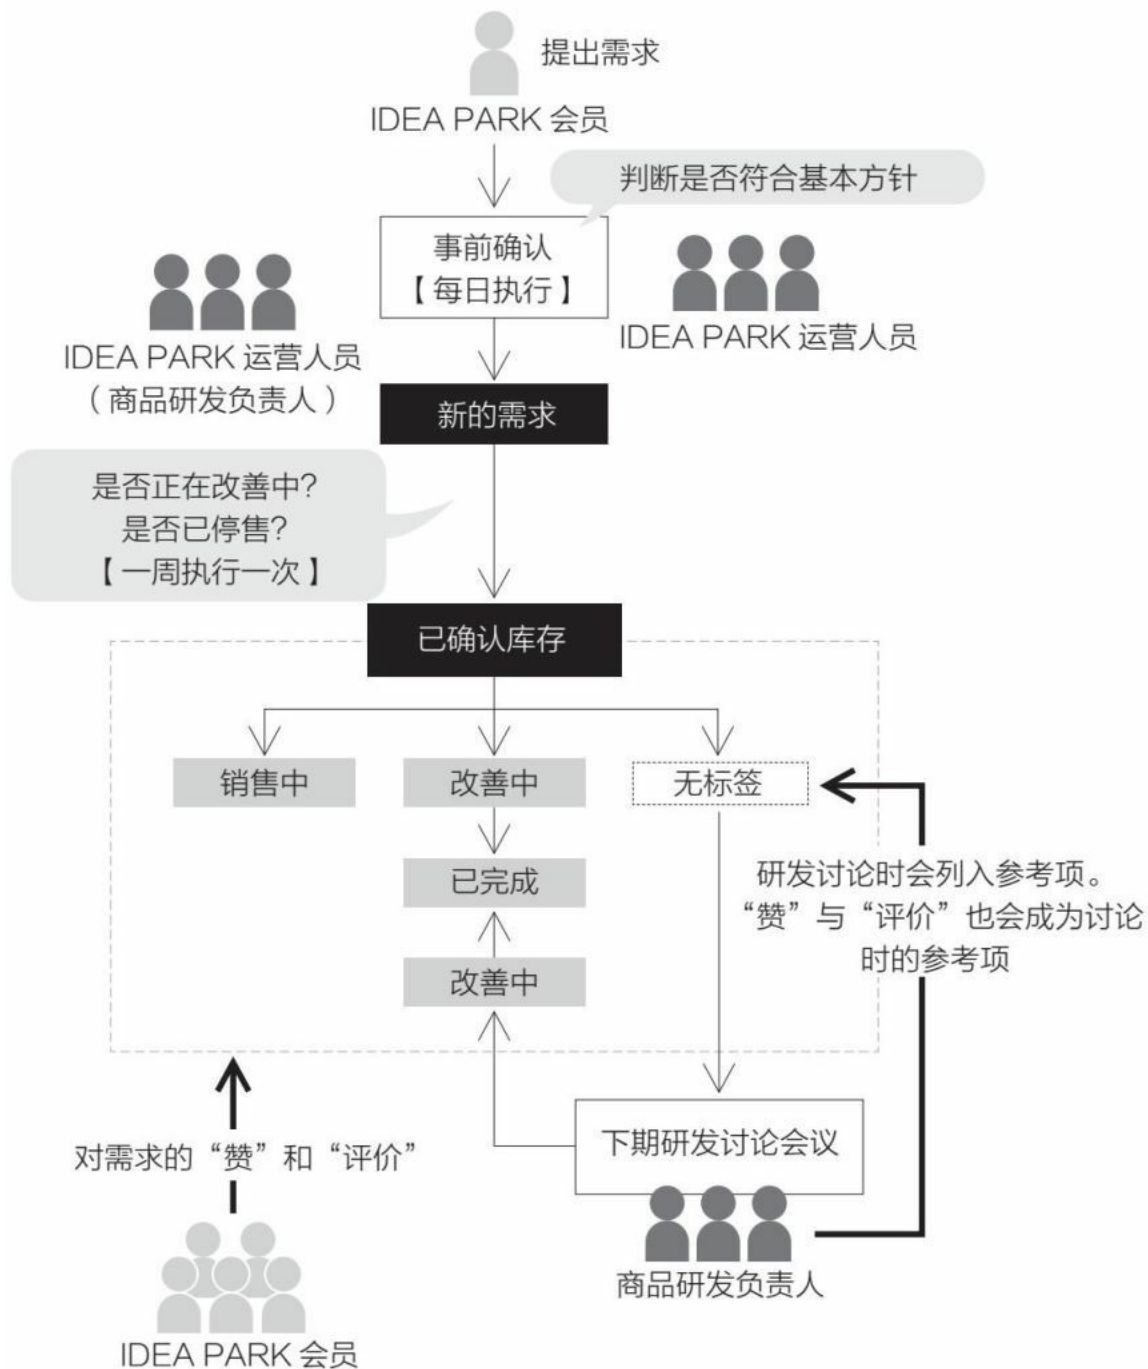 提出需求
IDEA PARK 会员
判断是否符合基本方针
事前确认
【每日执行】
IDEA PARK 运营人员
IDEA PARK 运营人员
（商品研发负责人）
新的需求
是否正在改善中？
是否已停售？
【一周执行一次】
已确认库存
销售中
改善中
无标签
已完成
研发讨论时会列入参考项。
“赞”与“评价”也会成为讨论
时的参考项
改善中
下期研发讨论会议
对需求的“赞”和“评价”
商品研发负责人
IDEA PARK 会员